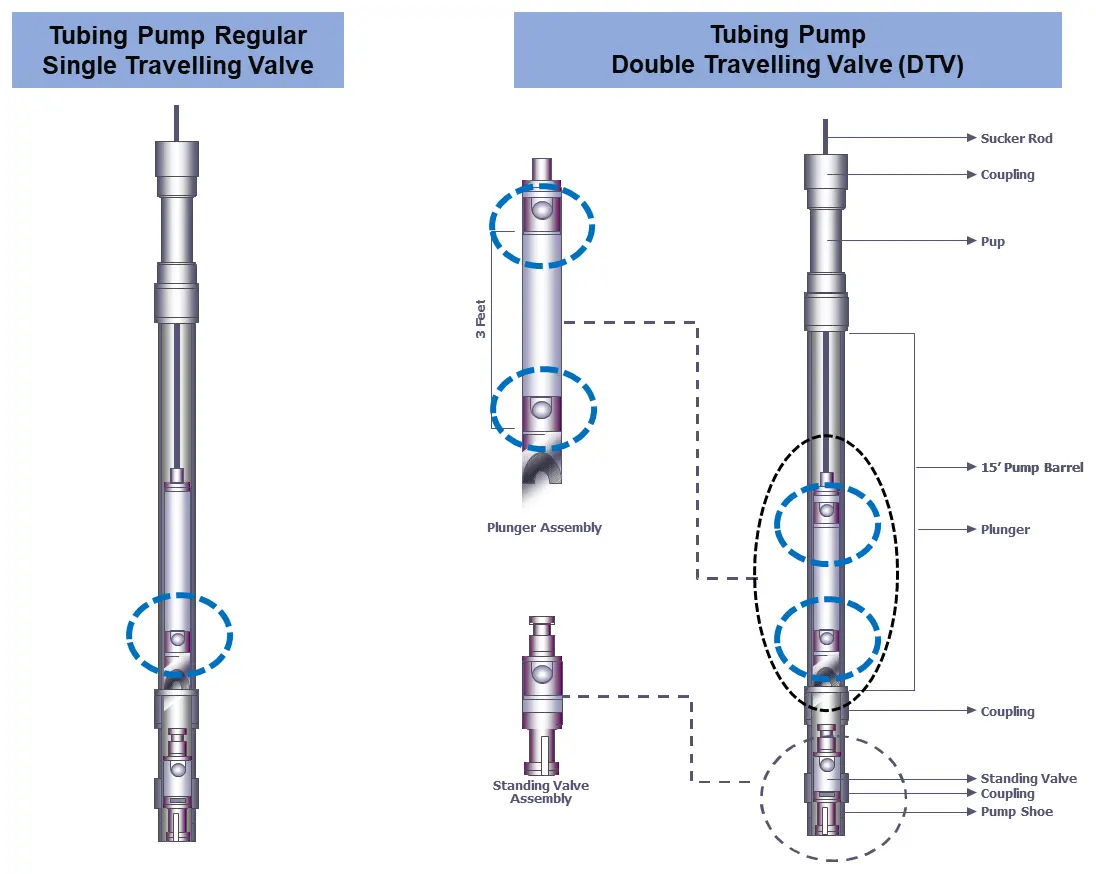 Tubing Pump Regular
Single Travelling Valve
Tubing Pump
Double Travelling Valve (DTV)
Sucker Rod
Coupling
Pup
3 Feet
15’ Pump Barrel
Plunger
Plunger Assembly
Coupling
Standing Valve
Assembly
Standing Valve
Coupling
Pump Shoe